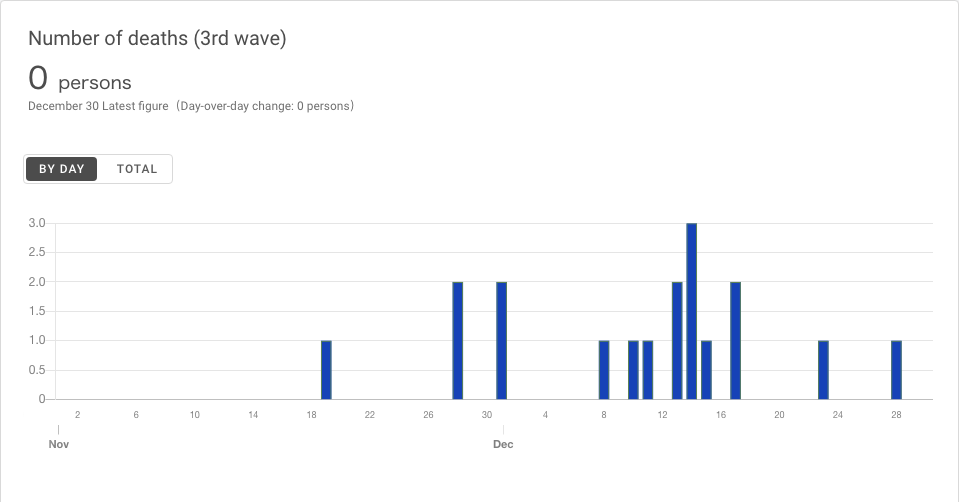 Number of deaths (3rd wave)
0 persons
December 30 Latest figure (Day-over-day change: 0 persons)
BY DAY TOTAL
3.0
2.5
2.0
1.5
1.0
0.5
0
2 6 10 14 18 22 26 30 4 8 12 16 20 24 28
Nov Dec